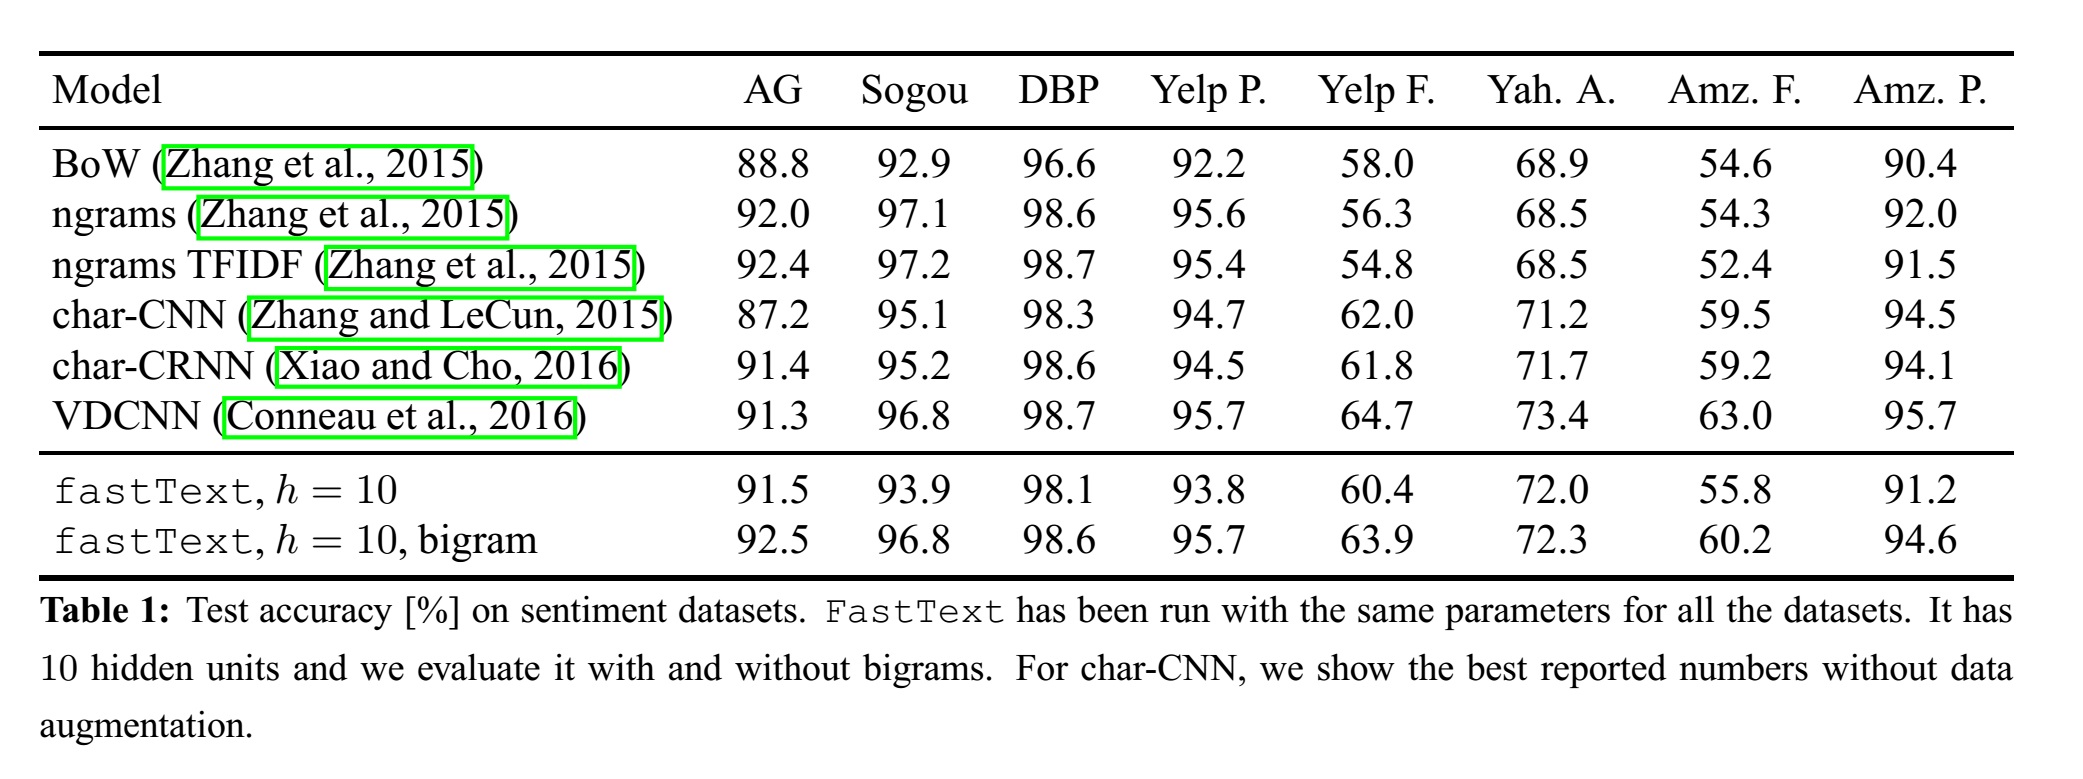 Model AG Sogou DBP Yelp P. Yelp F. Yah. A. Amz. F. Amz. P.
BoW (Zhang et al., 2015) 88.8 92.9 96.6 92.2 58.0 68.9 54.6 90.4
ngrams (Zhang et al., 2015) 92.0 97.1 98.6 95.6 56.3 68.5 54.3 92.0
ngrams TFIDF (Zhang et al., 2015) 92.4 97.2 98.7 95.4 54.8 68.5 52.4 91.5
char-CNN (Zhang and LeCun, 2015) 87.2 95.1 98.3 94.7 62.0 71.2 59.5 94.5
char-CRNN (Xiao and Cho, 2016) 91.4 95.2 98.6 94.5 61.8 71.7 59.2 94.1
VDCNN (Conneau et al., 2016) 91.3 96.8 98.7 95.7 64.7 73.4 63.0 95.7
fastText, h = 10 91.5 93.9 98.1 93.8 60.4 72.0 55.8 91.2
fastText, h = 10, bigram 92.5 96.8 98.6 95.7 63.9 72.3 60.2 94.6
Table 1: Test accuracy [%] on sentiment datasets. FastText has been run with the same parameters for all the datasets. It has
10 hidden units and we evaluate it with and without bigrams. For char-CNN, we show the best reported numbers without data
augmentation.